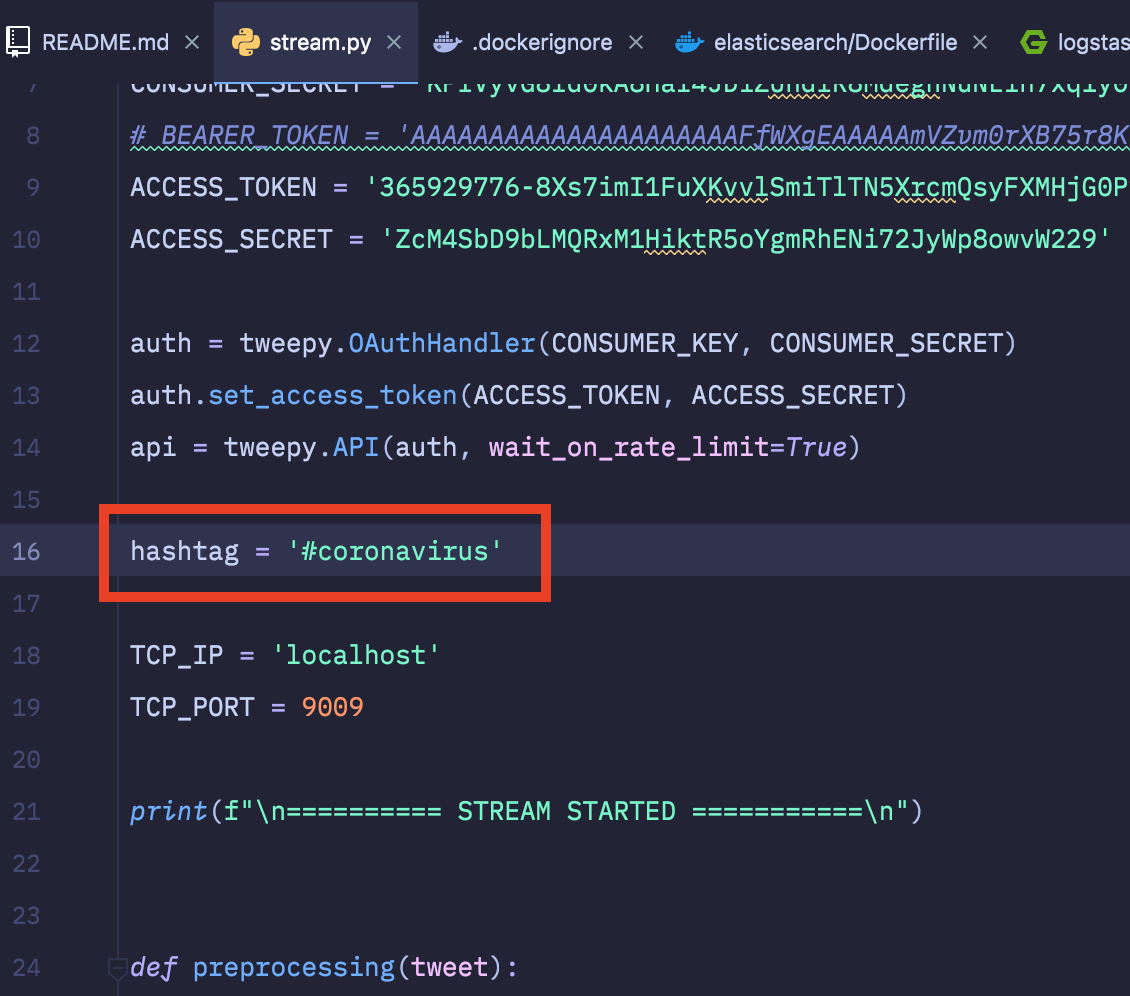 README.md
stream.py
.dockerignore
elasticsearch/Dockerfile
logstas
7 CONSUMER_SECRET =
8 # BEARER_TOKEN = 'AAAAAAAAAAAAAAAAAAAAAFfWXgEAAAAAmVZvm0rXB75r8K
9 ACCESS_TOKEN = '365929776-8Xs7imI1FuXKvvlSmiTlTN5XrcmQsyFXMHjG0P
10 ACCESS_SECRET = 'ZcM4SbD9bLMQRxM1HiktR5oYgmRhENi72JyWp8owvW229'
11
12 auth = tweepy.OAuthHandler(CONSUMER_KEY, CONSUMER_SECRET)
13 auth.set_access_token(ACCESS_TOKEN, ACCESS_SECRET)
14 api = tweepy.API(auth, wait_on_rate_limit=True)
15
16 hashtag = '#coronavirus'
17
18 TCP_IP = 'localhost'
19 TCP_PORT = 9009
20
21 print(f"\n========== STREAM STARTED ===========\n")
22
23
24 def preprocessing(tweet):